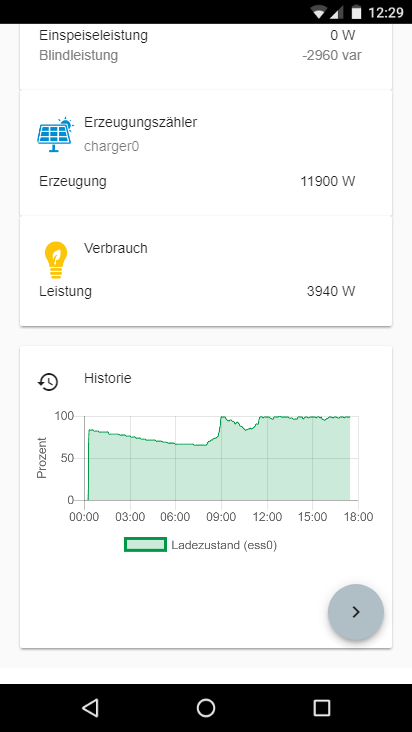 12:29
Einspeiseleistung 0 W
Blindleistung -2960 var
Erzeugungszähler
charger0
Erzeugung 11900 W
Verbrauch
Leistung 3940 W
Historie
Prozent
100
50
0
00:00 03:00 06:00 09:00 12:00 15:00 18:00
Ladezustand (ess0)